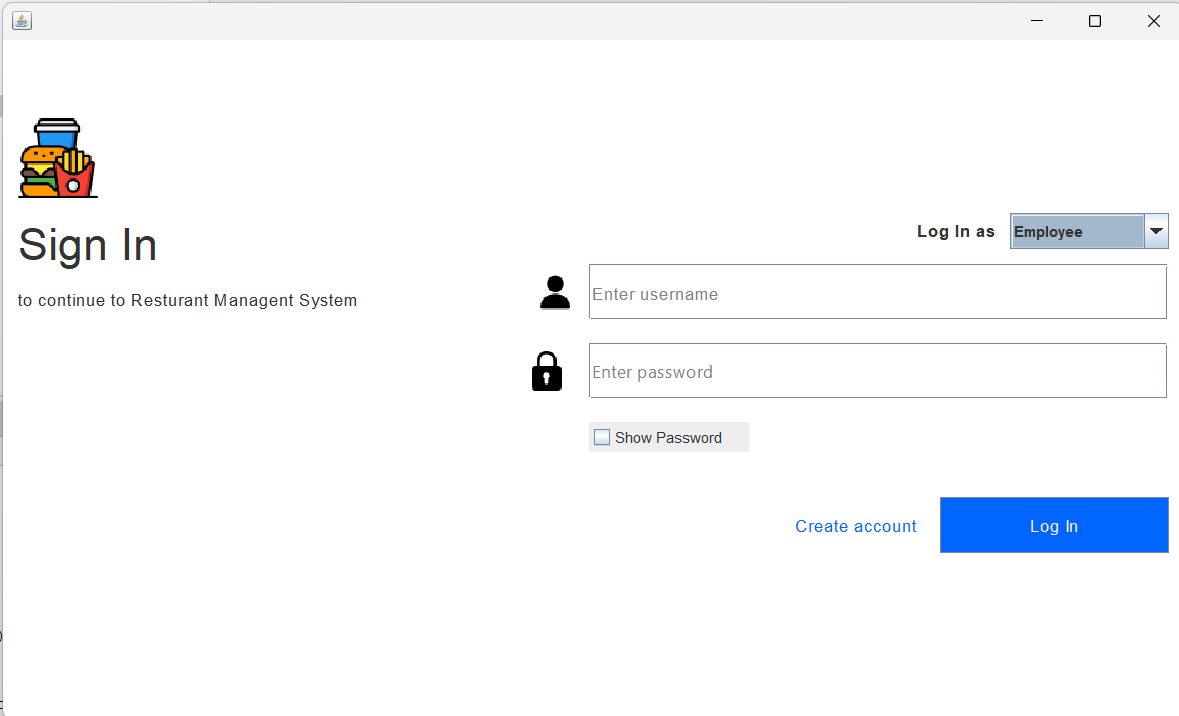 Sign In
to continue to Resturant Managent System
Log In as
Employee
Enter username
Enter password
Show Password
Create account
Log In